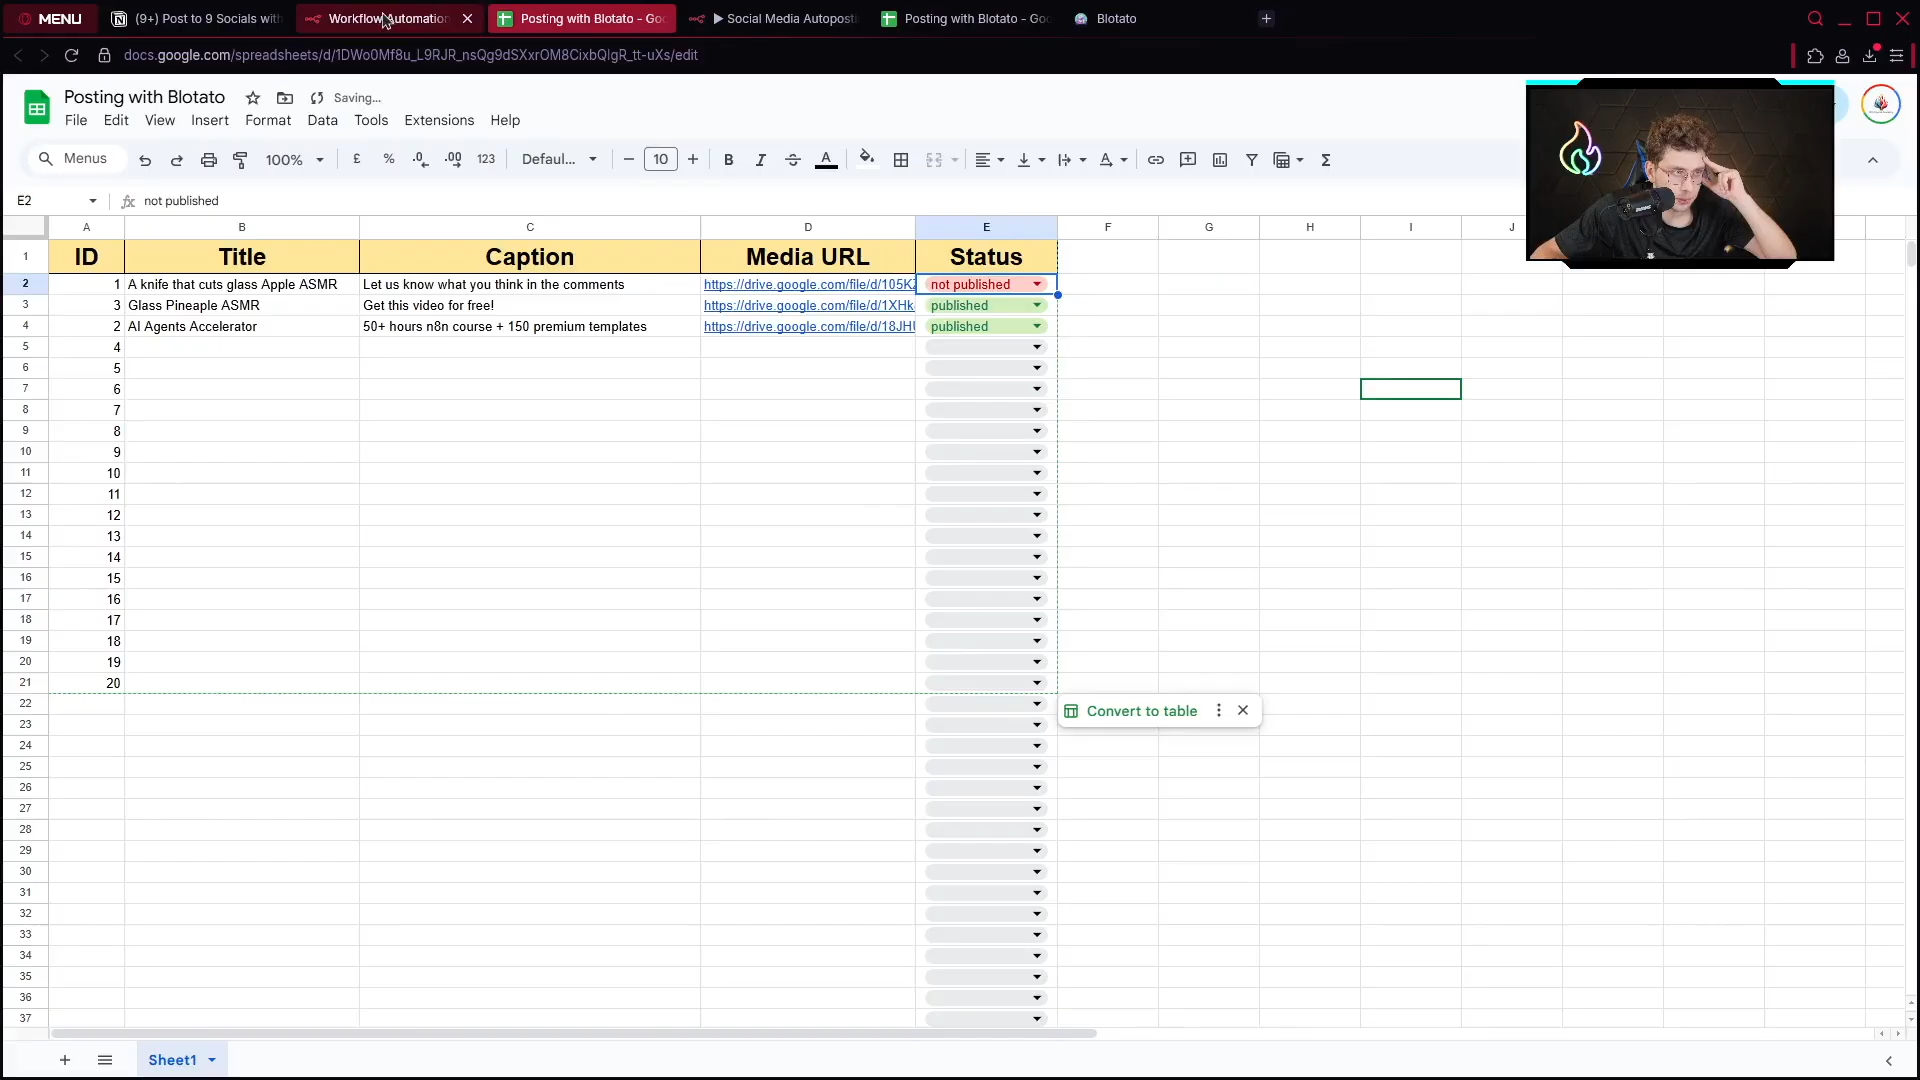 MENU
(9+) Post to 9 Socials with
Workflow Automation
Posting with Blotato - Goo
▶ Social Media Autoposti
Posting with Blotato - Goo
Blotato
docs.google.com/spreadsheets/d/1DWo0Mf8u_L9RJR_nsQg9dSXxrOM8CixbQIgR_tt-uXs/edit
Posting with Blotato
Saving...
File Edit View Insert Format Data Tools Extensions Help
Menus 100% £ % .0 .00 123 Defaul... 10 B I A Σ
E2 fx not published
A B C D E F G H I J
1 ID Title Caption Media URL Status
2 1 A knife that cuts glass Apple ASMR Let us know what you think in the comments https://drive.google.com/file/d/105K not published
3 3 Glass Pineaple ASMR Get this video for free! https://drive.google.com/file/d/1XHk published
4 2 AI Agents Accelerator 50+ hours n8n course + 150 premium templates https://drive.google.com/file/d/18JH published
5 4
6 5
7 6
8 7
9 8
10 9
11 10
12 11
13 12
14 13
15 14
16 15
17 16
18 17
19 18
20 19
21 20
22 Convert to table
23
24
25
26
27
28
29
30
31
32
33
34
35
36
37
Sheet1